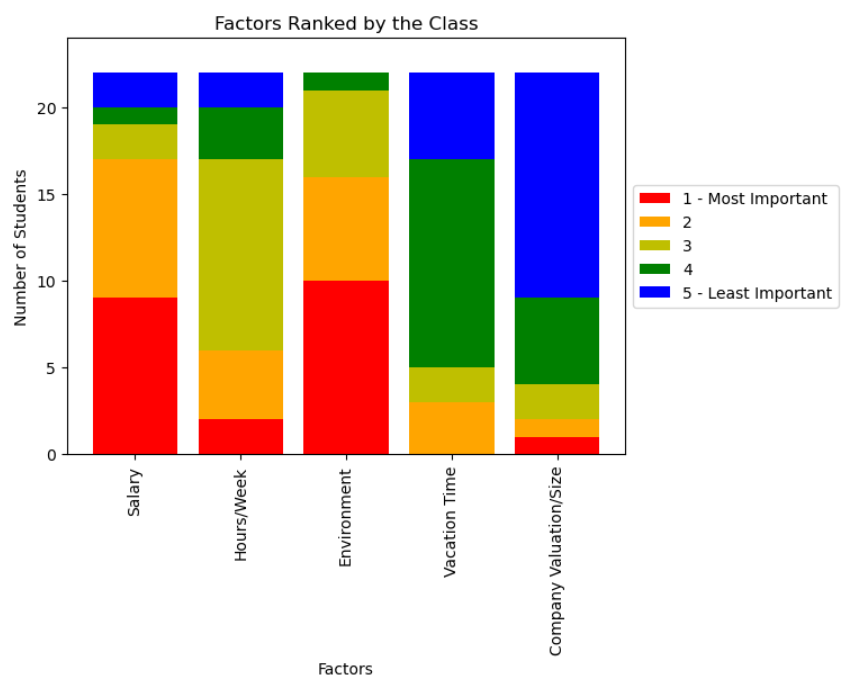 Factors Ranked by the Class
Number of Students
20
15
10
5
0
Salary
Hours/Week
Environment
Vacation Time
Company Valuation/Size
Factors
1 - Most Important
2
3
4
5 - Least Important